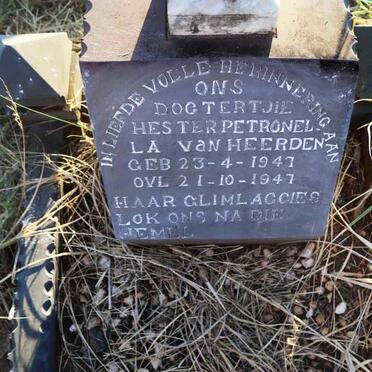 IN LIEFDE VOLLE HERINNERING AAN
ONS
DOGTERTJIE
HESTER PETRONEL
LA VAN HEERDEN
GEB 23-4-1947
OVL 21-10-1947
HAAR GLIMLAGGIES
LOK ONS NA DIE
HEMEL